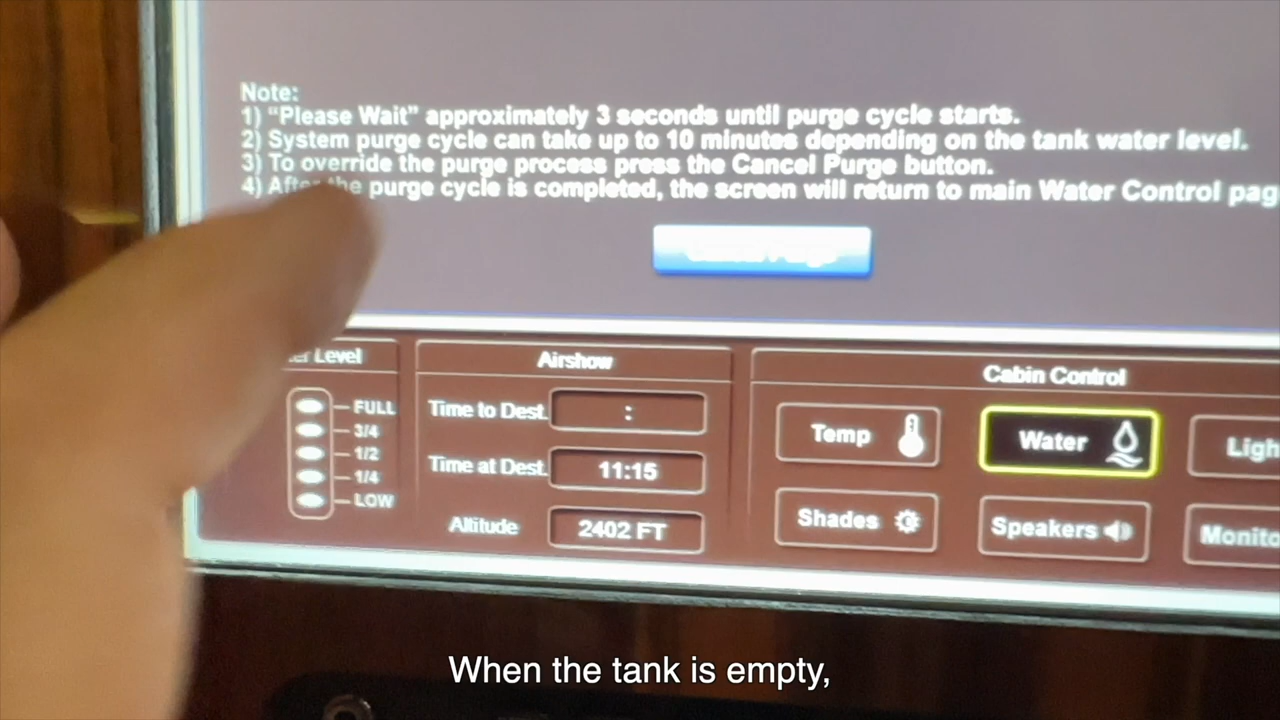 Note:
1) “Please Wait” approximately 3 seconds until purge cycle starts.
2) System purge cycle can take up to 10 minutes depending on the tank water level.
3) To override the purge process press the Cancel Purge button.
4) After the purge cycle is completed, the screen will return to main Water Control pag
Cancel Purge
er Level
FULL
3/4
1/2
1/4
LOW
Airshow
Time to Dest. :
Time at Dest. 11:15
Altitude 2402 FT
Cabin Control
Temp
Water
Ligh
Shades
Speakers
Monito
When the tank is empty,